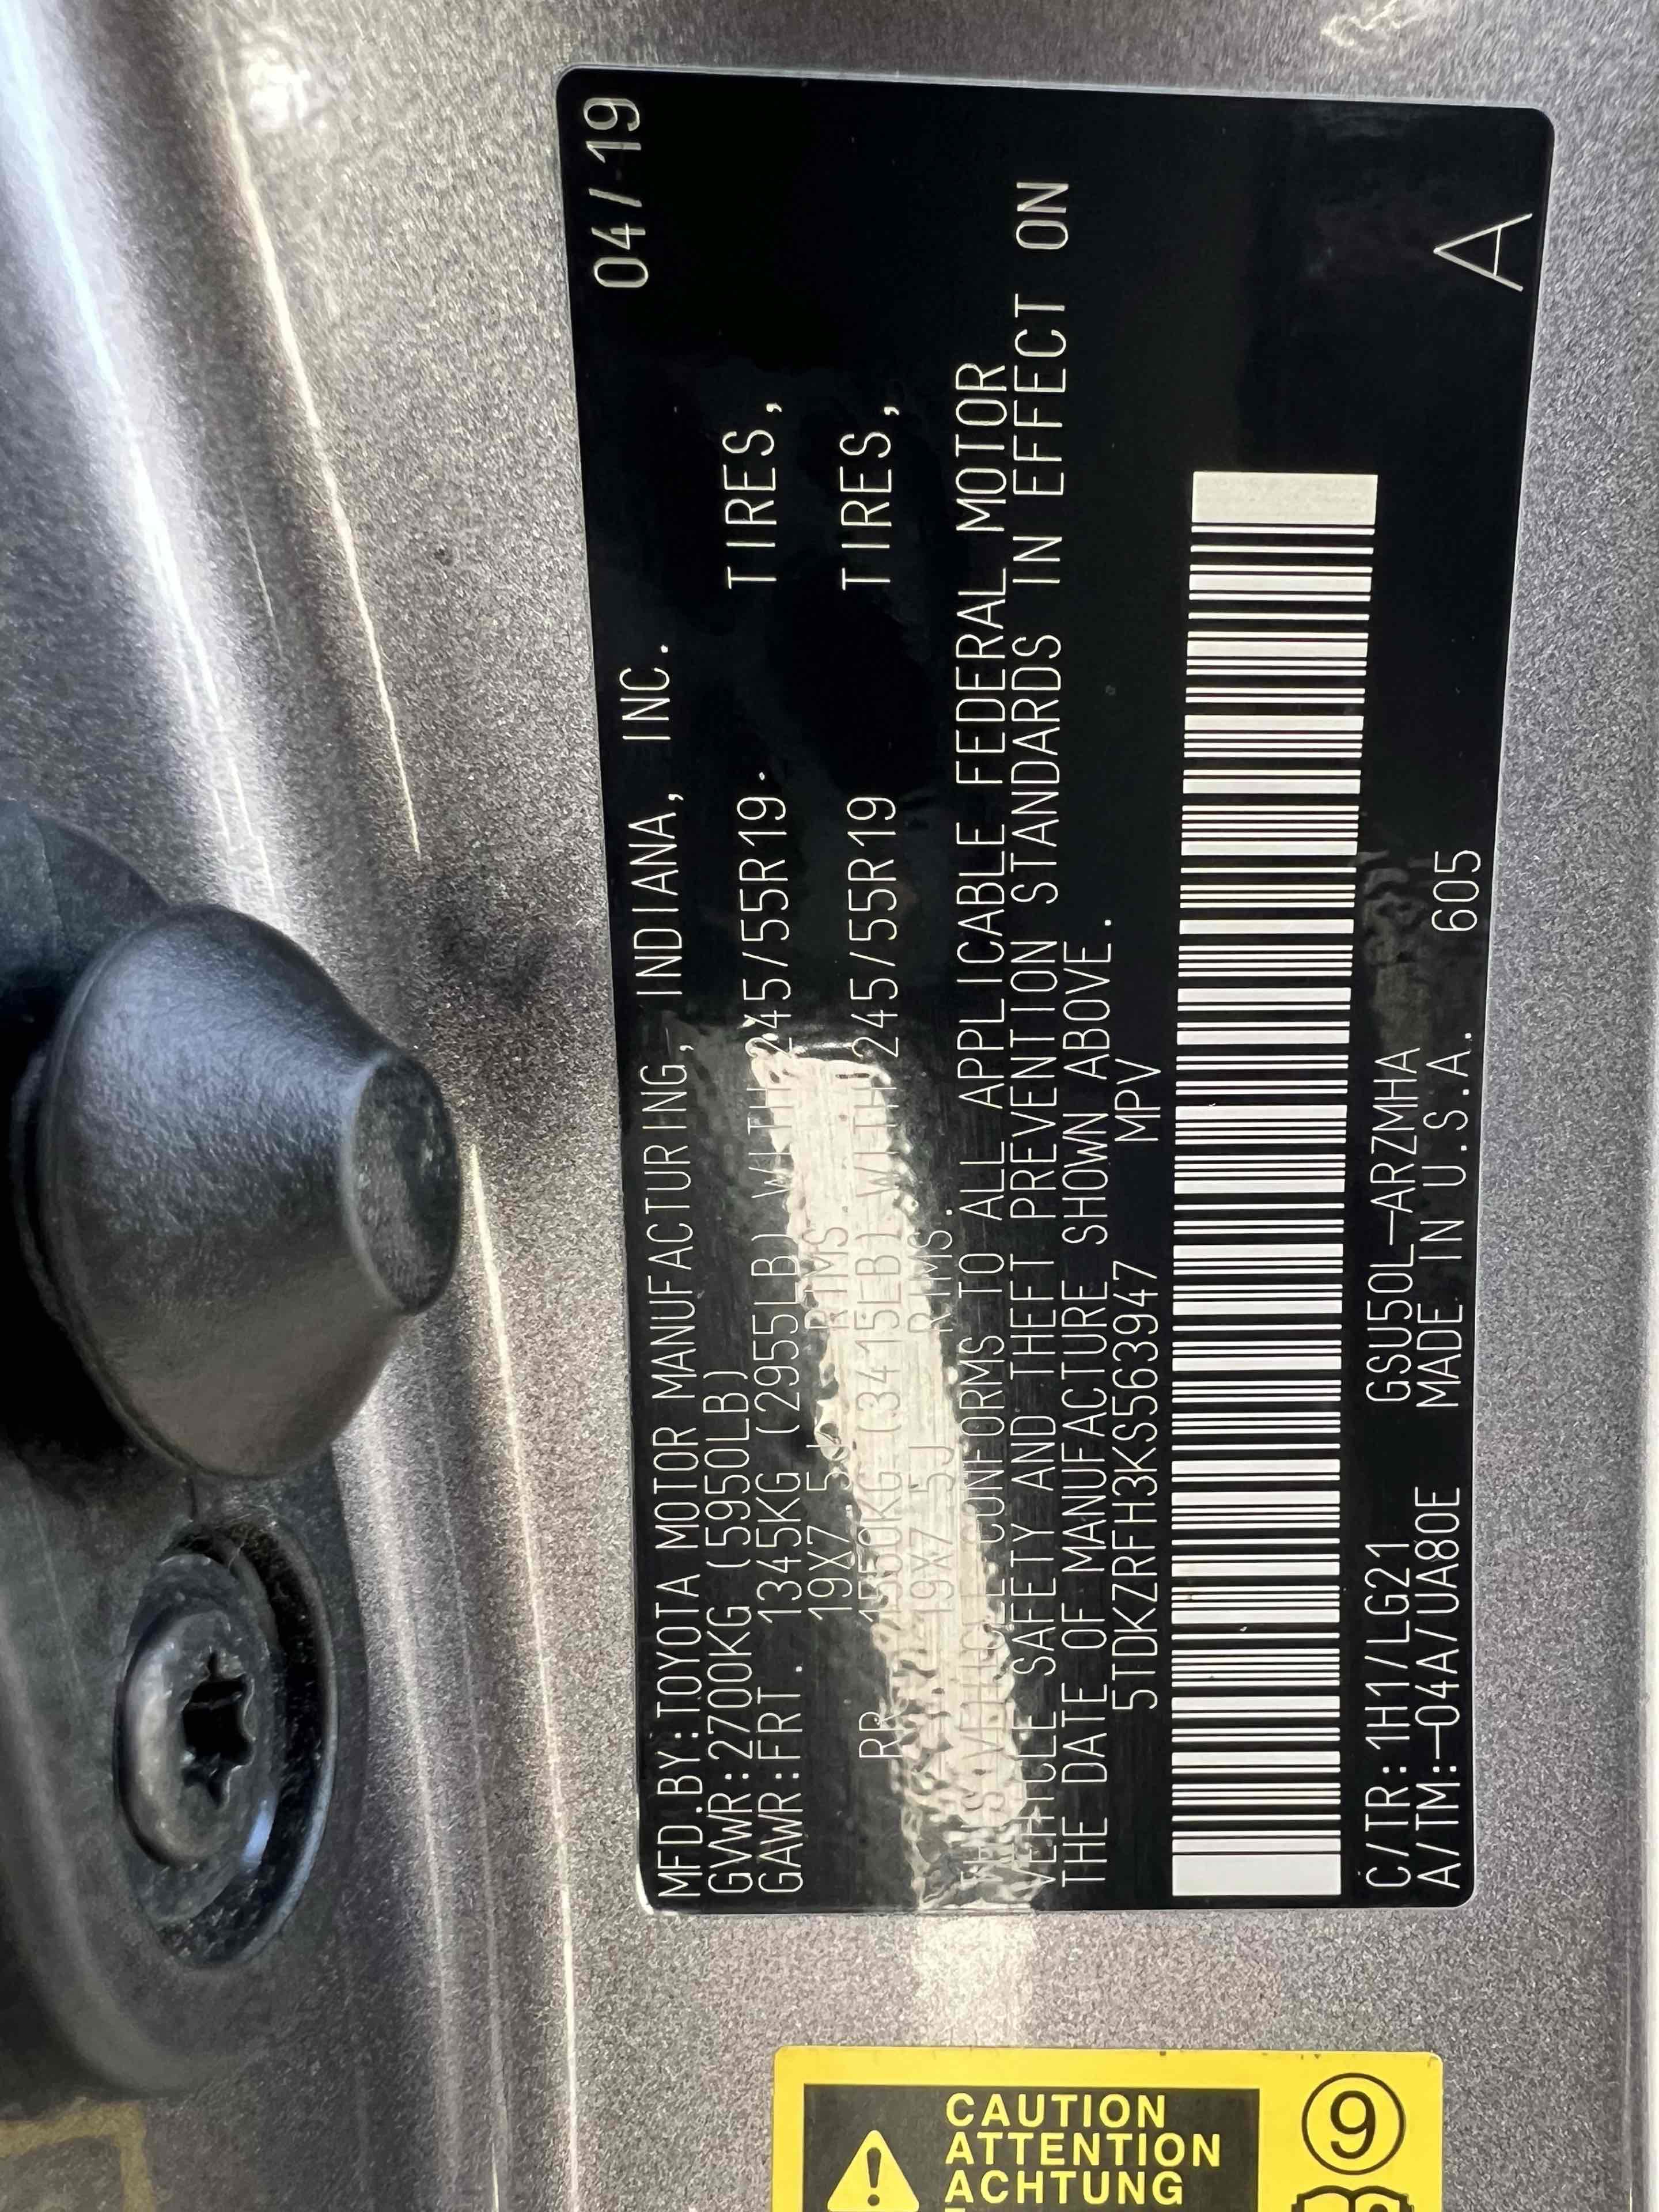 04/19
MFD.BY:TOYOTA MOTOR MANUFACTURING, INDIANA, INC.
GVWR:2700KG (5950LB)
GAWR:FRT. 1345KG (2955LB) WITH 245/55R19. TIRES,
19X7.5J RIMS
RR. 1550KG (3415LB) WITH 245/55R19 TIRES,
19X7.5J RIMS.
THIS VEHICLE CONFORMS TO ALL APPLICABLE FEDERAL MOTOR
VEHICLE SAFETY AND THEFT PREVENTION STANDARDS IN EFFECT ON
THE DATE OF MANUFACTURE SHOWN ABOVE.
5TDKZRFH3KS563947 MPV
C/TR:1H1/LG21 GSU50L-ARZMHA
A/TM:-04A/UA80E MADE IN U.S.A. 605
A
CAUTION
ATTENTION
ACHTUNG
9